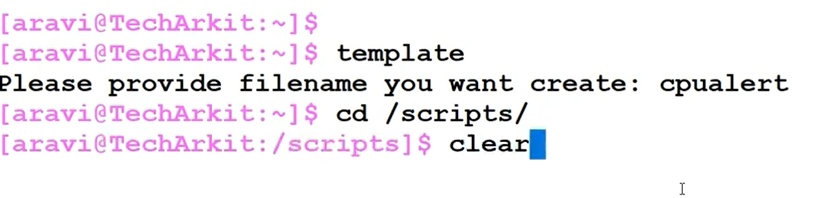 [aravi@TechArkit:~]$
[aravi@TechArkit:~]$ template
Please provide filename you want create: cpualert
[aravi@TechArkit:~]$ cd /scripts/
[aravi@TechArkit:/scripts]$ clear